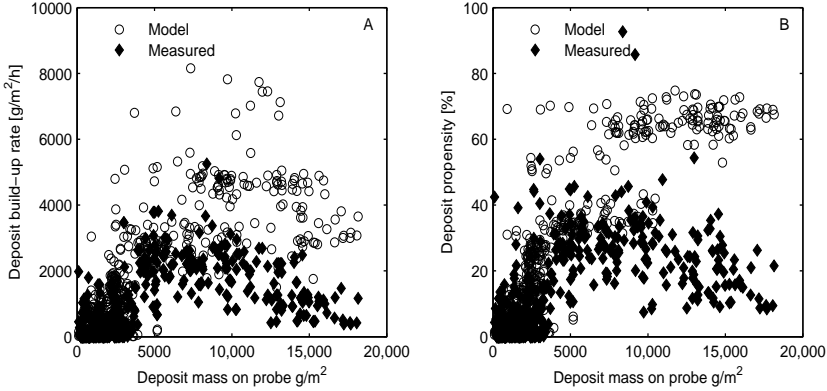 A
Model
Measured
Deposit build-up rate [g/m²/h]
10000
8000
6000
4000
2000
0
0 5000 10,000 15,000 20,000
Deposit mass on probe g/m²
B
Model
Measured
Deposit propensity [%]
100
80
60
40
20
0
0 5000 10,000 15,000 20,000
Deposit mass on probe g/m²